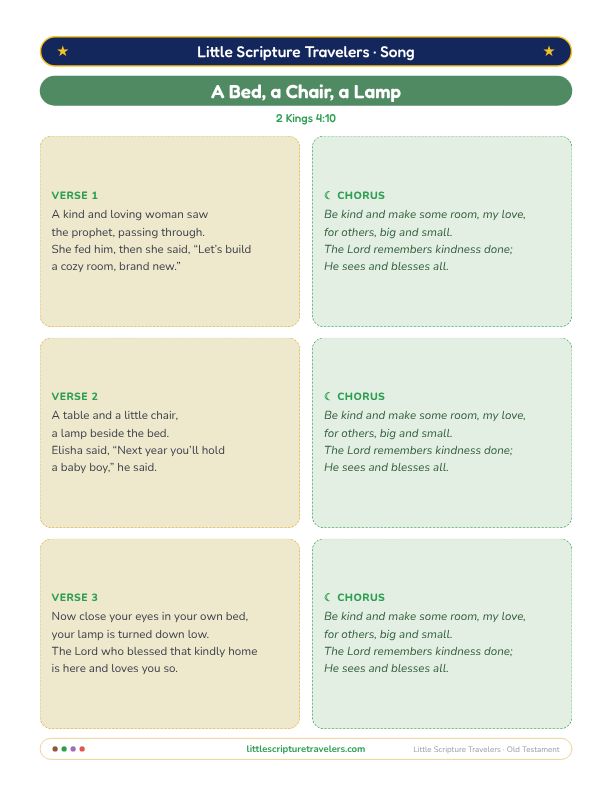 ★ Little Scripture Travelers · Song ★
A Bed, a Chair, a Lamp
2 Kings 4:10
VERSE 1
A kind and loving woman saw
the prophet, passing through.
She fed him, then she said, “Let’s build
a cozy room, brand new.”
☾ CHORUS
Be kind and make some room, my love,
for others, big and small.
The Lord remembers kindness done;
He sees and blesses all.
VERSE 2
A table and a little chair,
a lamp beside the bed.
Elisha said, “Next year you’ll hold
a baby boy,” he said.
☾ CHORUS
Be kind and make some room, my love,
for others, big and small.
The Lord remembers kindness done;
He sees and blesses all.
VERSE 3
Now close your eyes in your own bed,
your lamp is turned down low.
The Lord who blessed that kindly home
is here and loves you so.
☾ CHORUS
Be kind and make some room, my love,
for others, big and small.
The Lord remembers kindness done;
He sees and blesses all.
littlescripturetravelers.com
Little Scripture Travelers · Old Testament